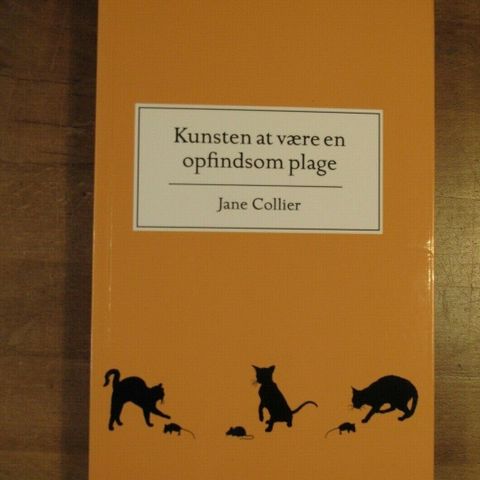 Kunsten at være en
opfindsom plage
Jane Collier